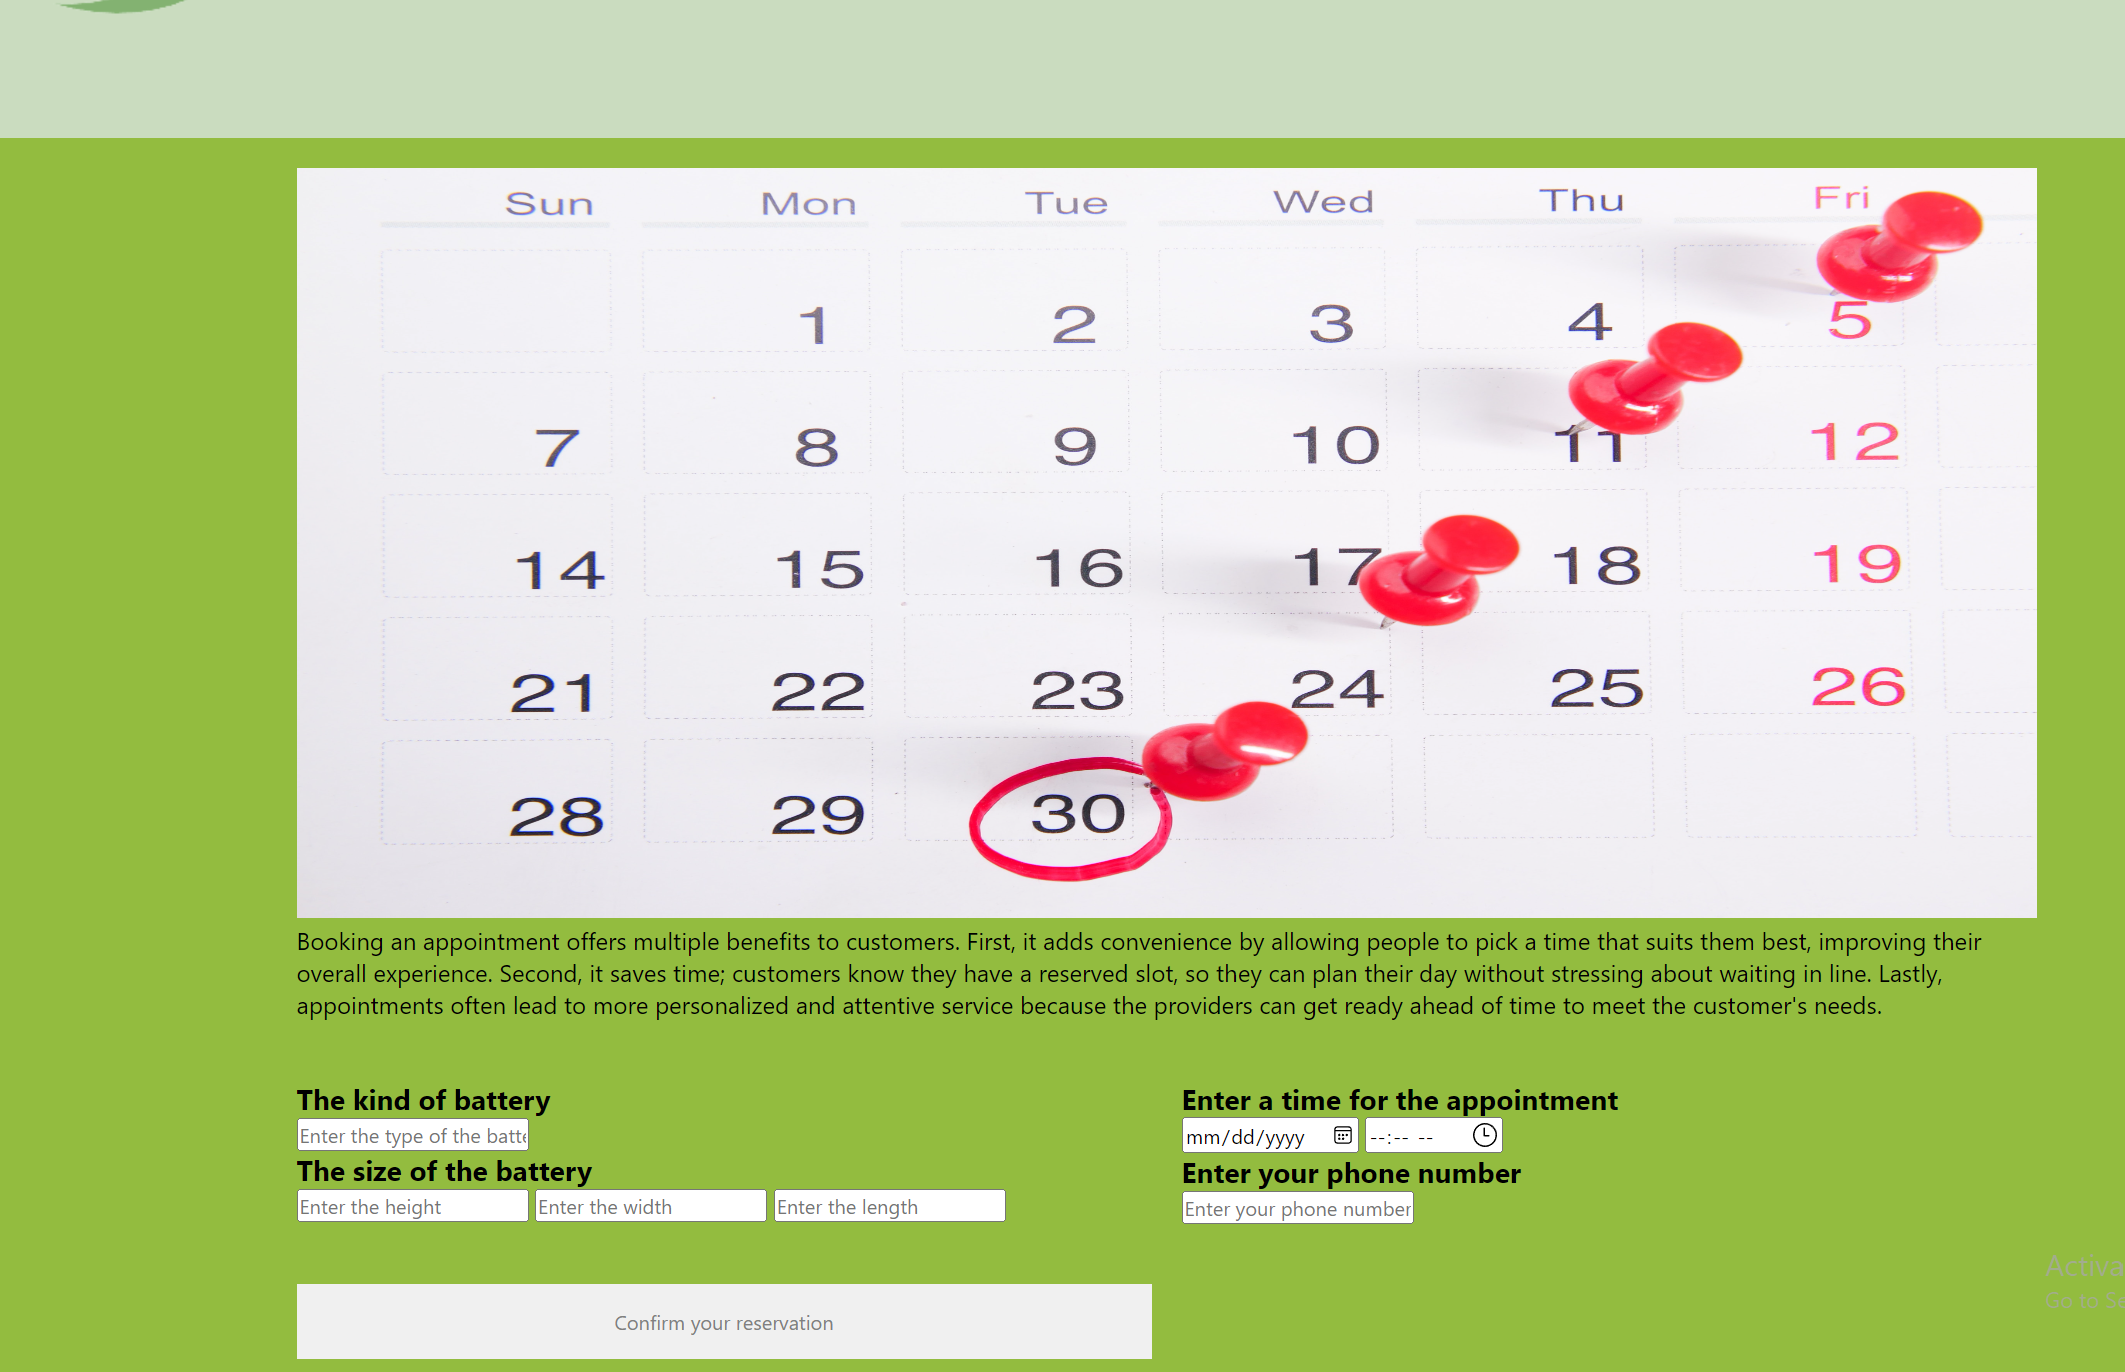 Sun Mon Tue Wed Thu Fri
1 2 3 4 5
7 8 9 10 11 12
14 15 16 17 18 19
21 22 23 24 25 26
28 29 30
Booking an appointment offers multiple benefits to customers. First, it adds convenience by allowing people to pick a time that suits them best, improving their
overall experience. Second, it saves time; customers know they have a reserved slot, so they can plan their day without stressing about waiting in line. Lastly,
appointments often lead to more personalized and attentive service because the providers can get ready ahead of time to meet the customer's needs.
The kind of battery
Enter the type of the batte
The size of the battery
Enter the height Enter the width Enter the length
Enter a time for the appointment
mm/dd/yyyy --:-- --
Enter your phone number
Enter your phone number
Confirm your reservation
Activa
Go to Se